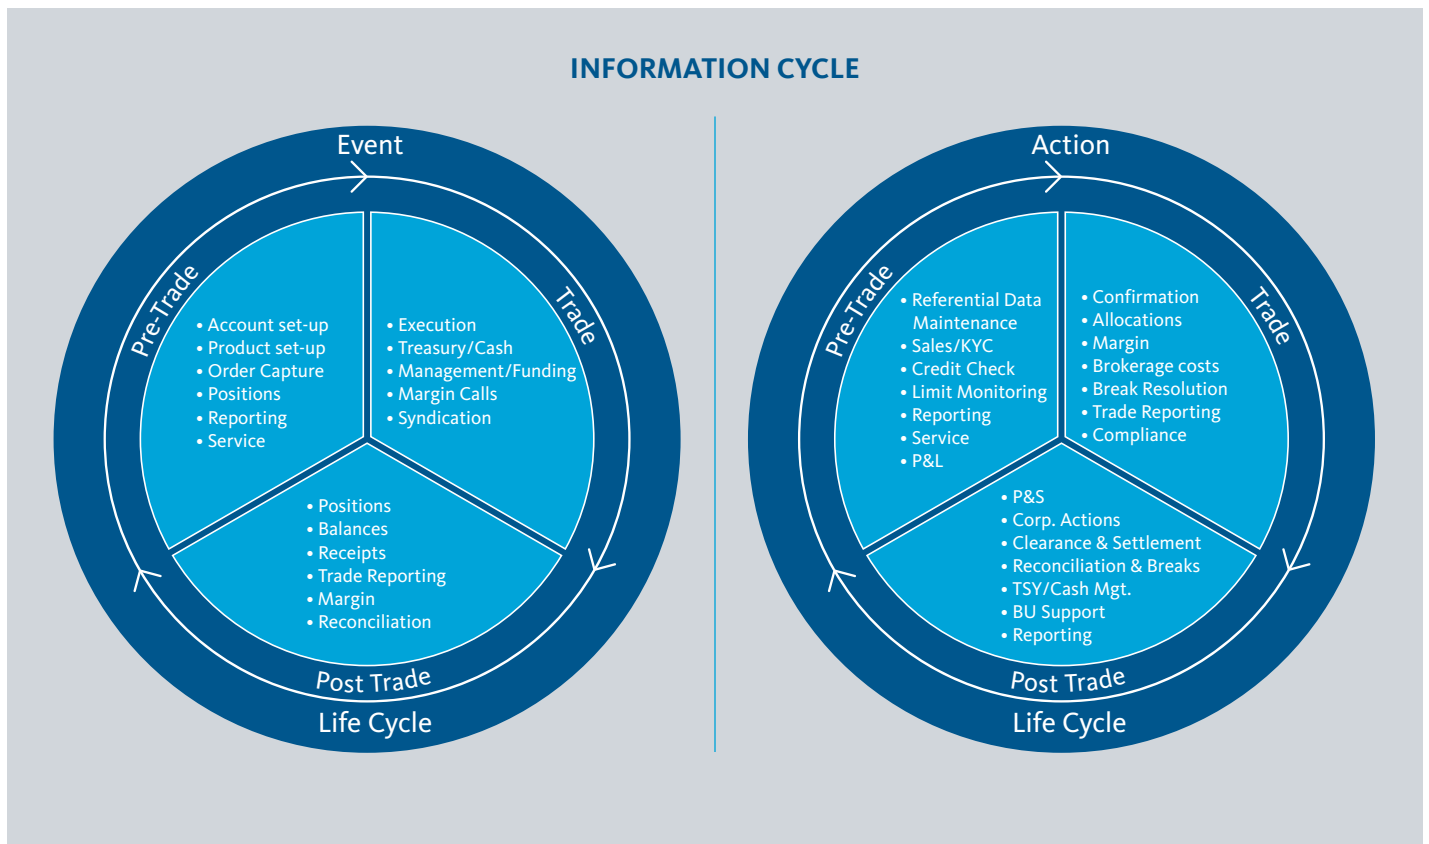 INFORMATION CYCLE
Event
Pre-Trade
• Account set-up
• Product set-up
• Order Capture
• Positions
• Reporting
• Service
Trade
• Execution
• Treasury/Cash
• Management/Funding
• Margin Calls
• Syndication
• Positions
• Balances
• Receipts
• Trade Reporting
• Margin
• Reconciliation
Post Trade
Life Cycle
Action
Pre-Trade
• Referential Data
Maintenance
• Sales/KYC
• Credit Check
• Limit Monitoring
• Reporting
• Service
• P&L
Trade
• Confirmation
• Allocations
• Margin
• Brokerage costs
• Break Resolution
• Trade Reporting
• Compliance
• P&S
• Corp. Actions
• Clearance & Settlement
• Reconciliation & Breaks
• TSY/Cash Mgt.
• BU Support
• Reporting
Post Trade
Life Cycle